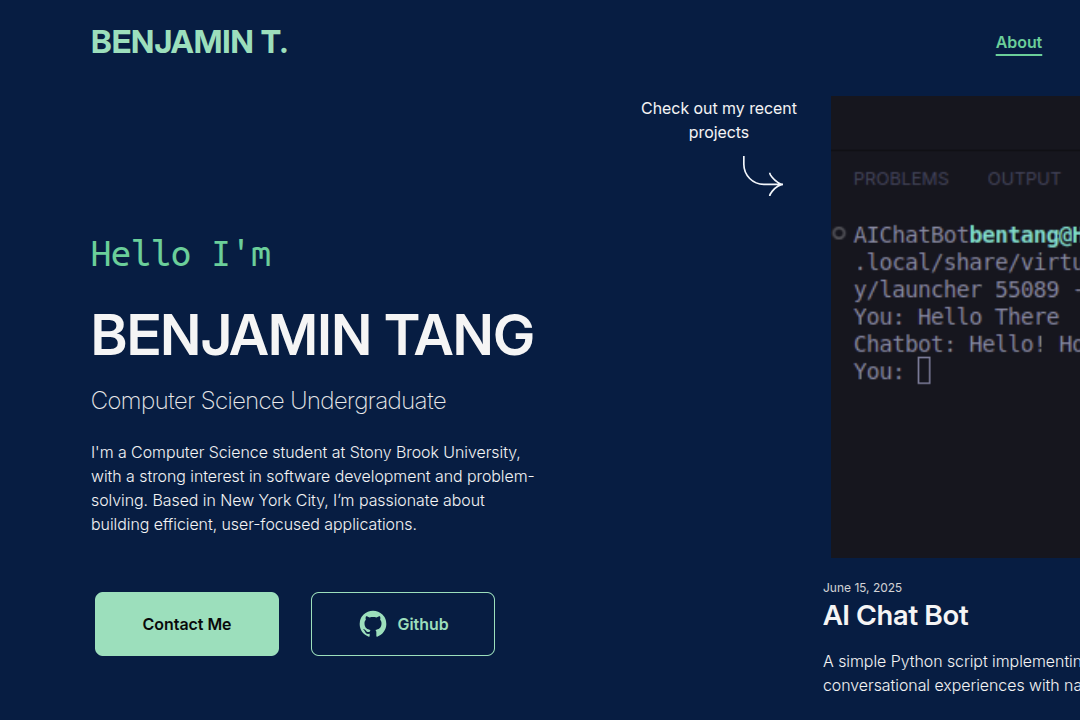 BENJAMIN T.
About
Check out my recent
projects
Hello I'm
BENJAMIN TANG
Computer Science Undergraduate
I'm a Computer Science student at Stony Brook University,
with a strong interest in software development and problem-
solving. Based in New York City, I’m passionate about
building efficient, user-focused applications.
Contact Me
Github
PROBLEMS OUTPUT
AIChatBotbentang@
.local/share/virtu
y/launcher 55089 -
You: Hello There
Chatbot: Hello! Ho
You:
June 15, 2025
AI Chat Bot
A simple Python script implementin
conversational experiences with na